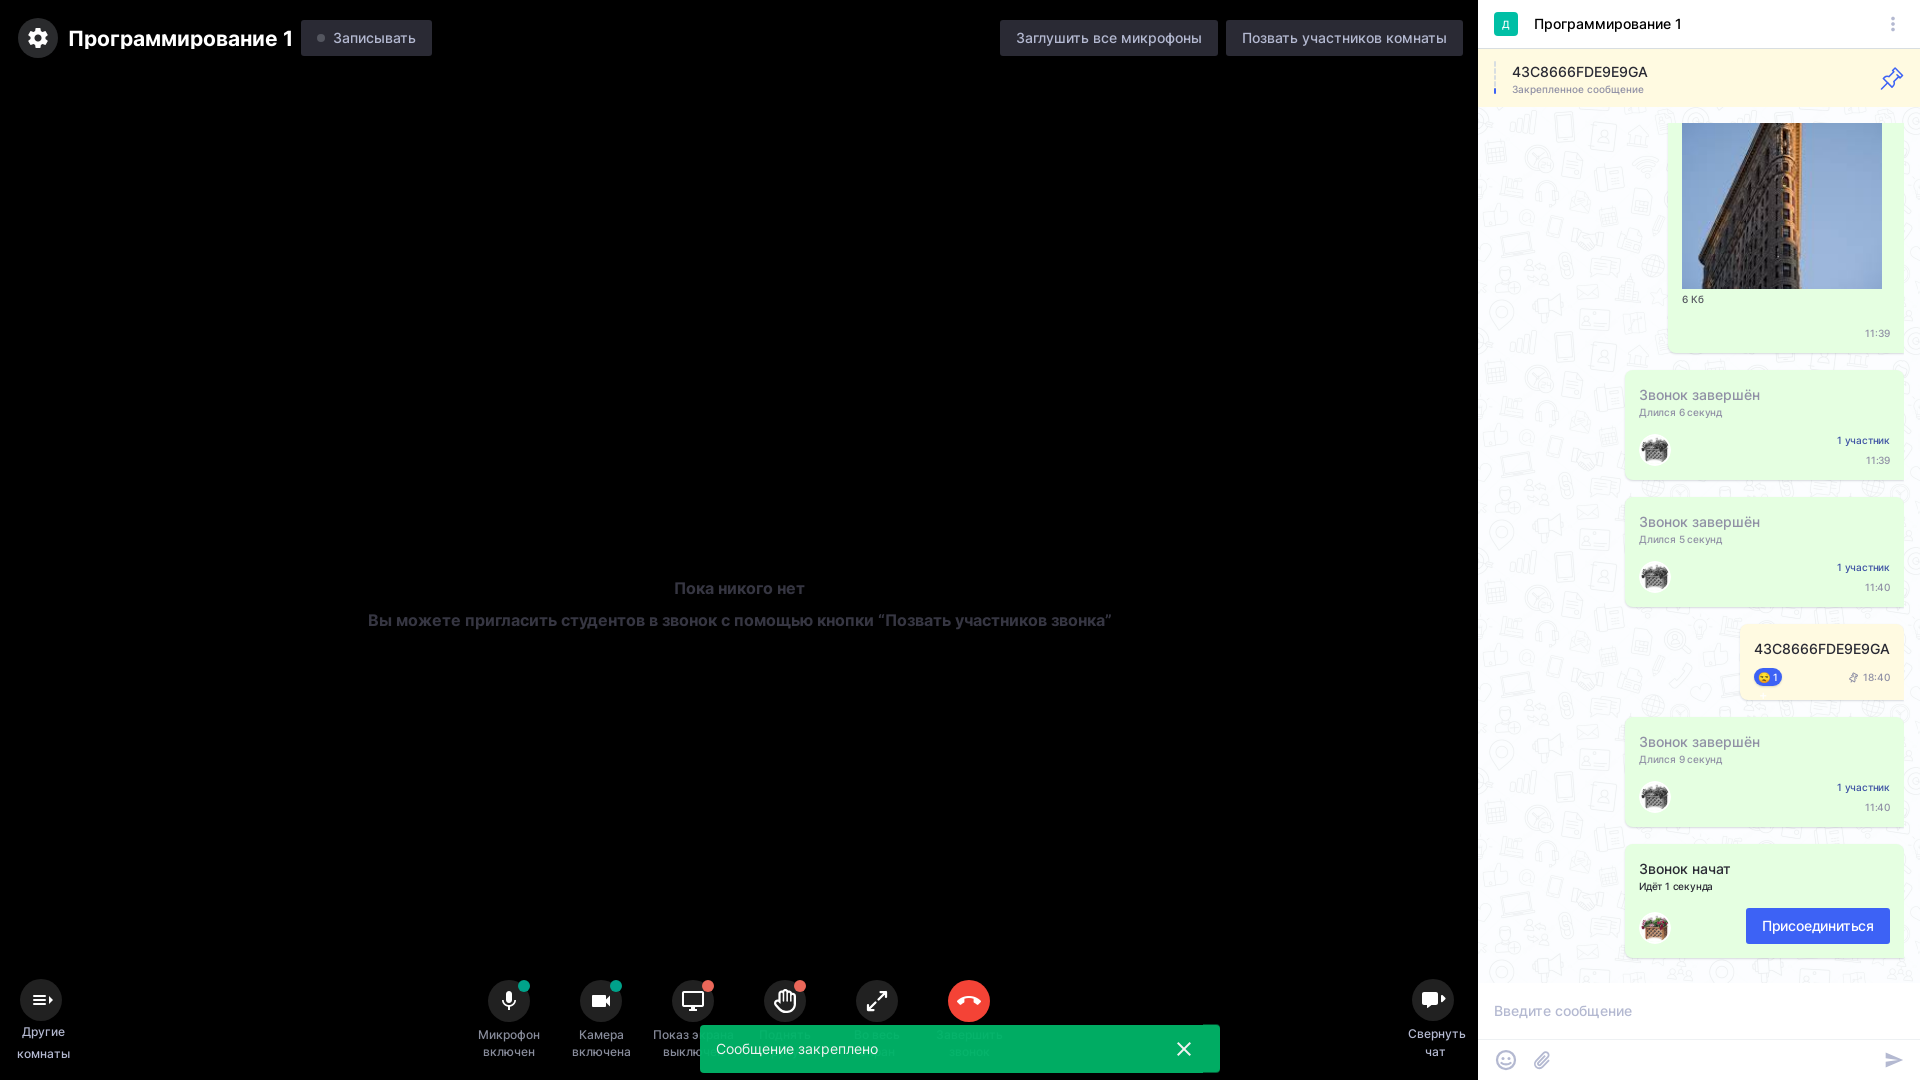 Программирование 1
Записывать
Заглушить все микрофоны
Позвать участников комнаты
Д
Программирование 1
43C8666FDE9E9GA
Закрепленное сообщение
6 Кб
11:39
Звонок завершён
Длился 6 секунд
1 участник
11:39
Звонок завершён
Длился 5 секунд
1 участник
11:40
43C8666FDE9E9GA
1
18:40
Звонок завершён
Длился 9 секунд
1 участник
11:40
Звонок начат
Идёт 1 секунда
Присоединиться
Пока никого нет
Вы можете пригласить студентов в звонок с помощью кнопки “Позвать участников звонка”
Другие
комнаты
Микрофон
включен
Камера
включена
Показ
Сообщение закреплено
Свернуть
чат
Введите сообщение